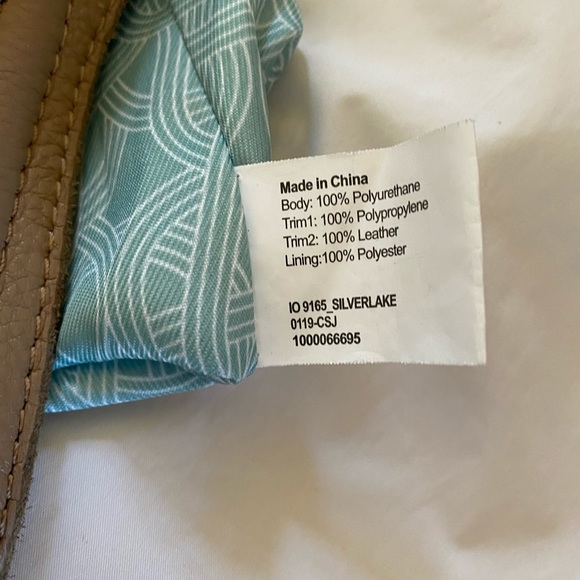 Made in China
Body: 100% Polyurethane
Trim1: 100% Polypropylene
Trim2: 100% Leather
Lining:100% Polyester
IO 9165_SILVERLAKE
0119-CSJ
1000066695